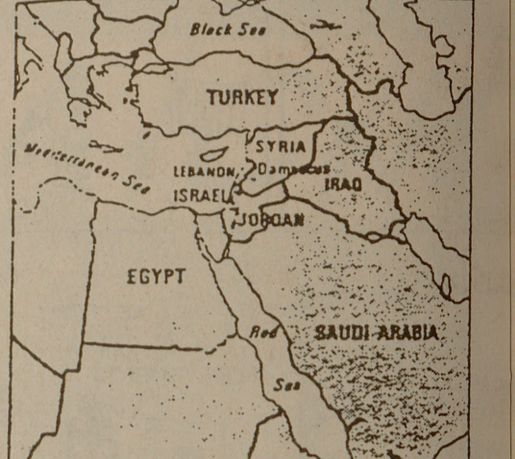 Black Sea
TURKEY
SYRIA
Mediterranean Sea
LEBANON
Damascus
IRAQ
ISRAEL
JORDAN
EGYPT
Red
SAUDI ARABIA
Sea